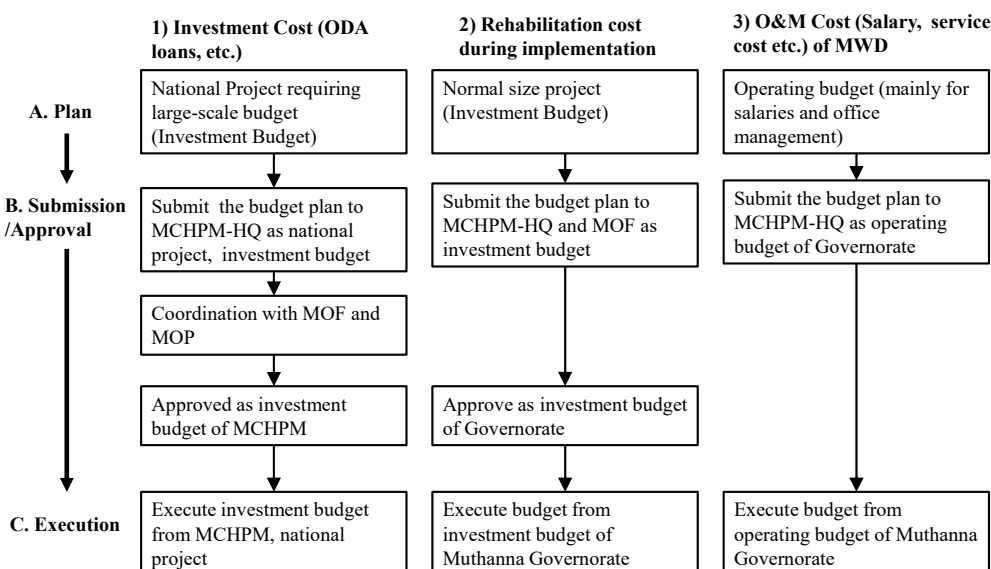 1) Investment Cost (ODA
loans, etc.)
2) Rehabilitation cost
during implementation
3) O&M Cost (Salary, service
cost etc.) of MWD
A. Plan
National Project requiring
large-scale budget
(Investment Budget)
Normal size project
(Investment Budget)
Operating budget (mainly for
salaries and office
management)
B. Submission
/Approval
Submit the budget plan to
MCHPM-HQ as national
project, investment budget
Submit the budget plan to
MCHPM-HQ and MOF as
investment budget
Submit the budget plan to
MCHPM-HQ as operating
budget of Governorate
Coordination with MOF and
MOP
Approved as investment
budget of MCHPM
Approve as investment budget
of Governorate
C. Execution
Execute investment budget
from MCHPM, national
project
Execute budget from
investment budget of
Muthanna Governorate
Execute budget from
operating budget of Muthanna
Governorate